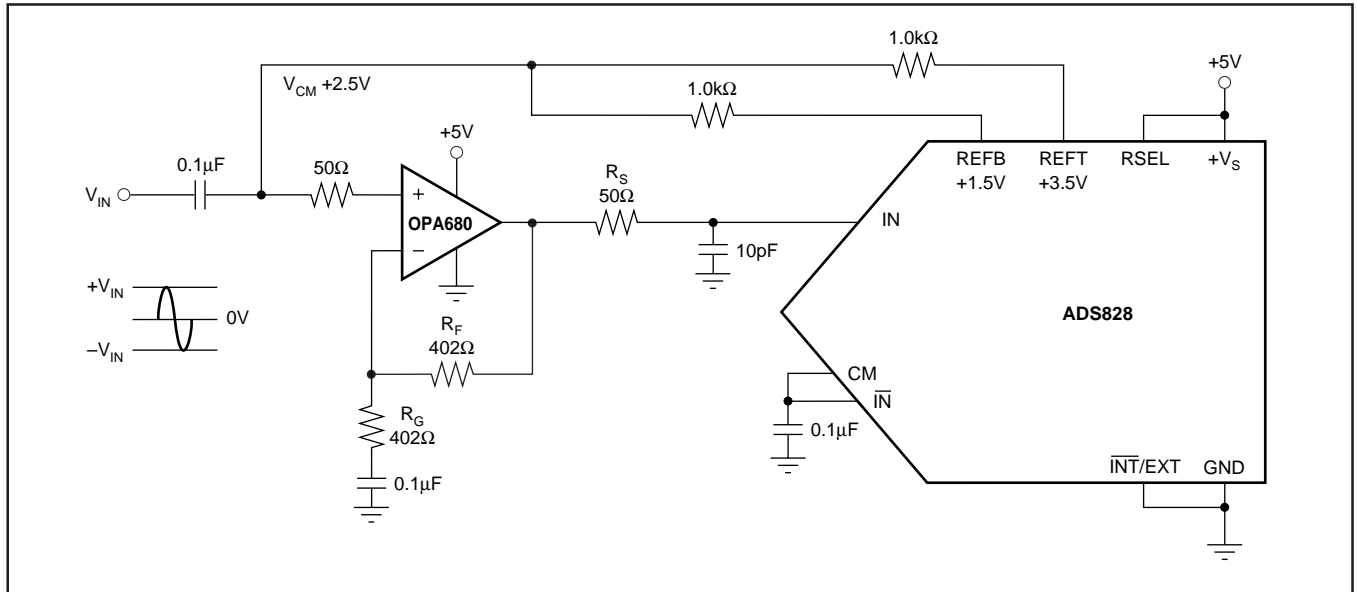 1.0kΩ
+5V
V_CM +2.5V
1.0kΩ
+5V
REFB
+1.5V
REFT
+3.5V
RSEL
+V_S
0.1μF
50Ω
R_S
50Ω
V_IN
+
OPA680
−
IN
10pF
+V_IN
0V
−V_IN
ADS828
R_F
402Ω
CM
I̅N̅
R_G
402Ω
0.1μF
0.1μF
I̅N̅T̅/EXT
GND